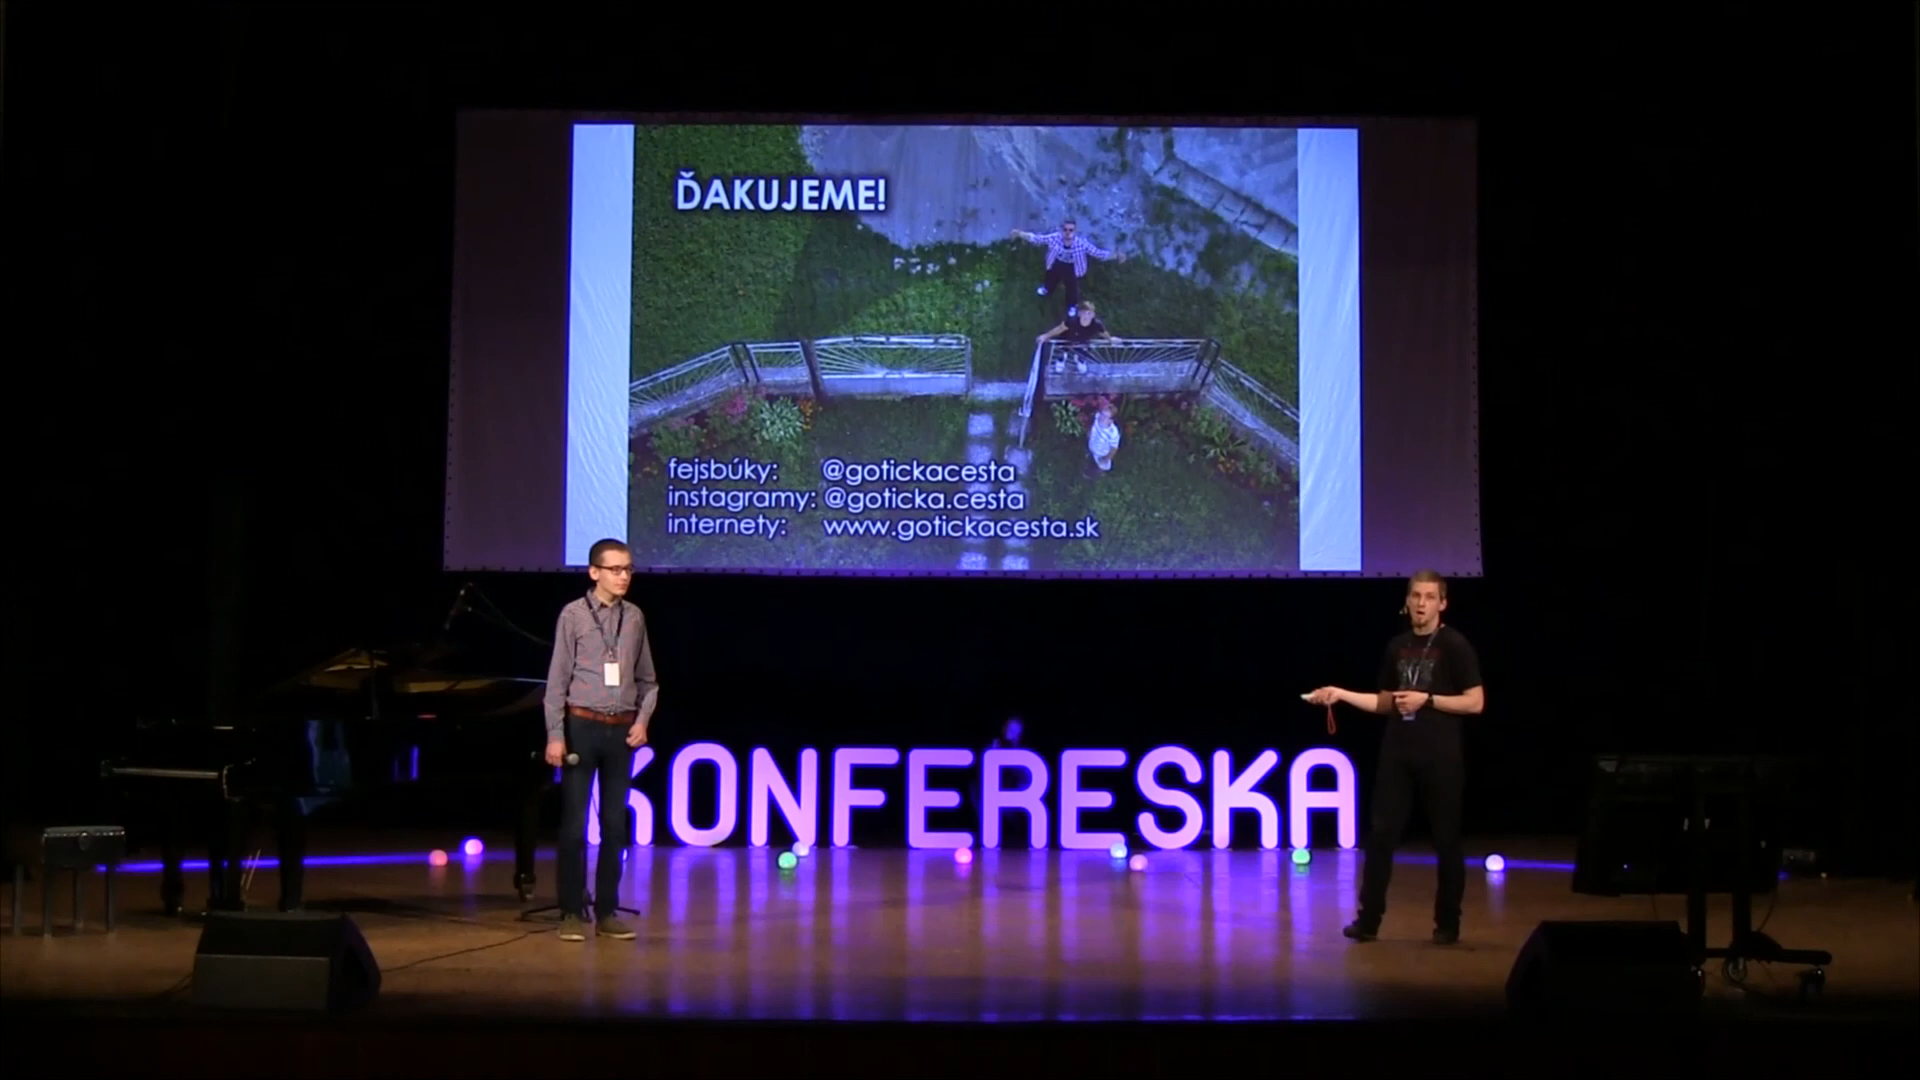 ĎAKUJEME!
fejsbúky: @gotickacesta
instagramy: @goticka.cesta
internety: www.gotickacesta.sk
KONFERESKA